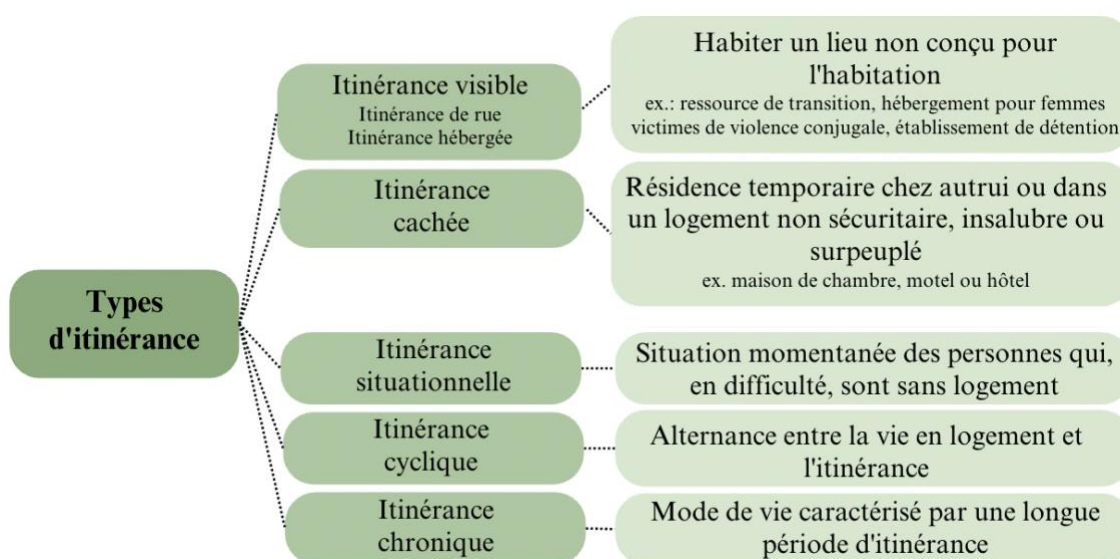 Types
d'itinérance
Itinérance visible
Itinérance de rue
Itinérance hébergée
Habiter un lieu non conçu pour
l'habitation
ex.: ressource de transition, hébergement pour femmes
victimes de violence conjugale, établissement de détention
Itinérance
cachée
Résidence temporaire chez autrui ou dans
un logement non sécuritaire, insalubre ou
surpeuplé
ex. maison de chambre, motel ou hôtel
Itinérance
situationnelle
Situation momentanée des personnes qui,
en difficulté, sont sans logement
Itinérance
cyclique
Alternance entre la vie en logement et
l'itinérance
Itinérance
chronique
Mode de vie caractérisé par une longue
période d'itinérance